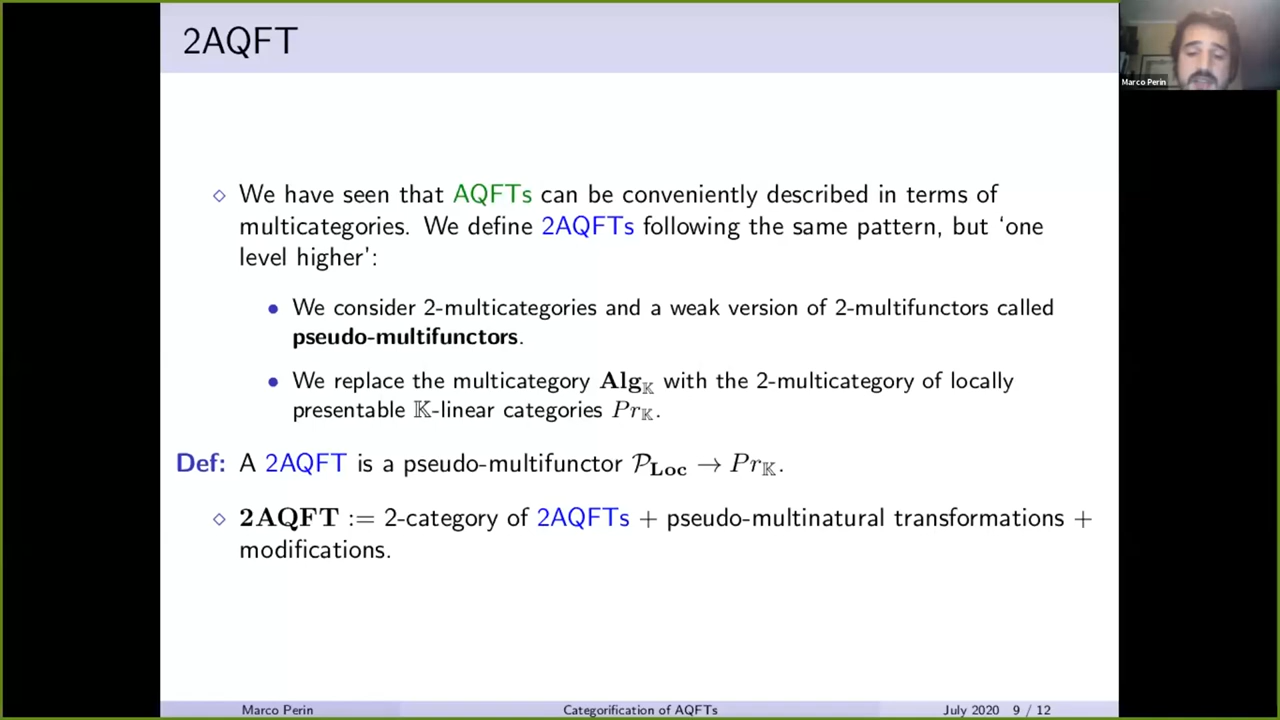 2AQFT
Marco Perin
◇ We have seen that AQFTs can be conveniently described in terms of
multicategories. We define 2AQFTs following the same pattern, but ‘one
level higher’:
• We consider 2-multicategories and a weak version of 2-multifunctors called
pseudo-multifunctors.
• We replace the multicategory Alg_𝕂 with the 2-multicategory of locally
presentable 𝕂-linear categories Pr_𝕂.
Def: A 2AQFT is a pseudo-multifunctor 𝒫_Loc → Pr_𝕂.
◇ 2AQFT := 2-category of 2AQFTs + pseudo-multinatural transformations +
modifications.
Marco Perin Categorification of AQFTs July 2020 9 / 12